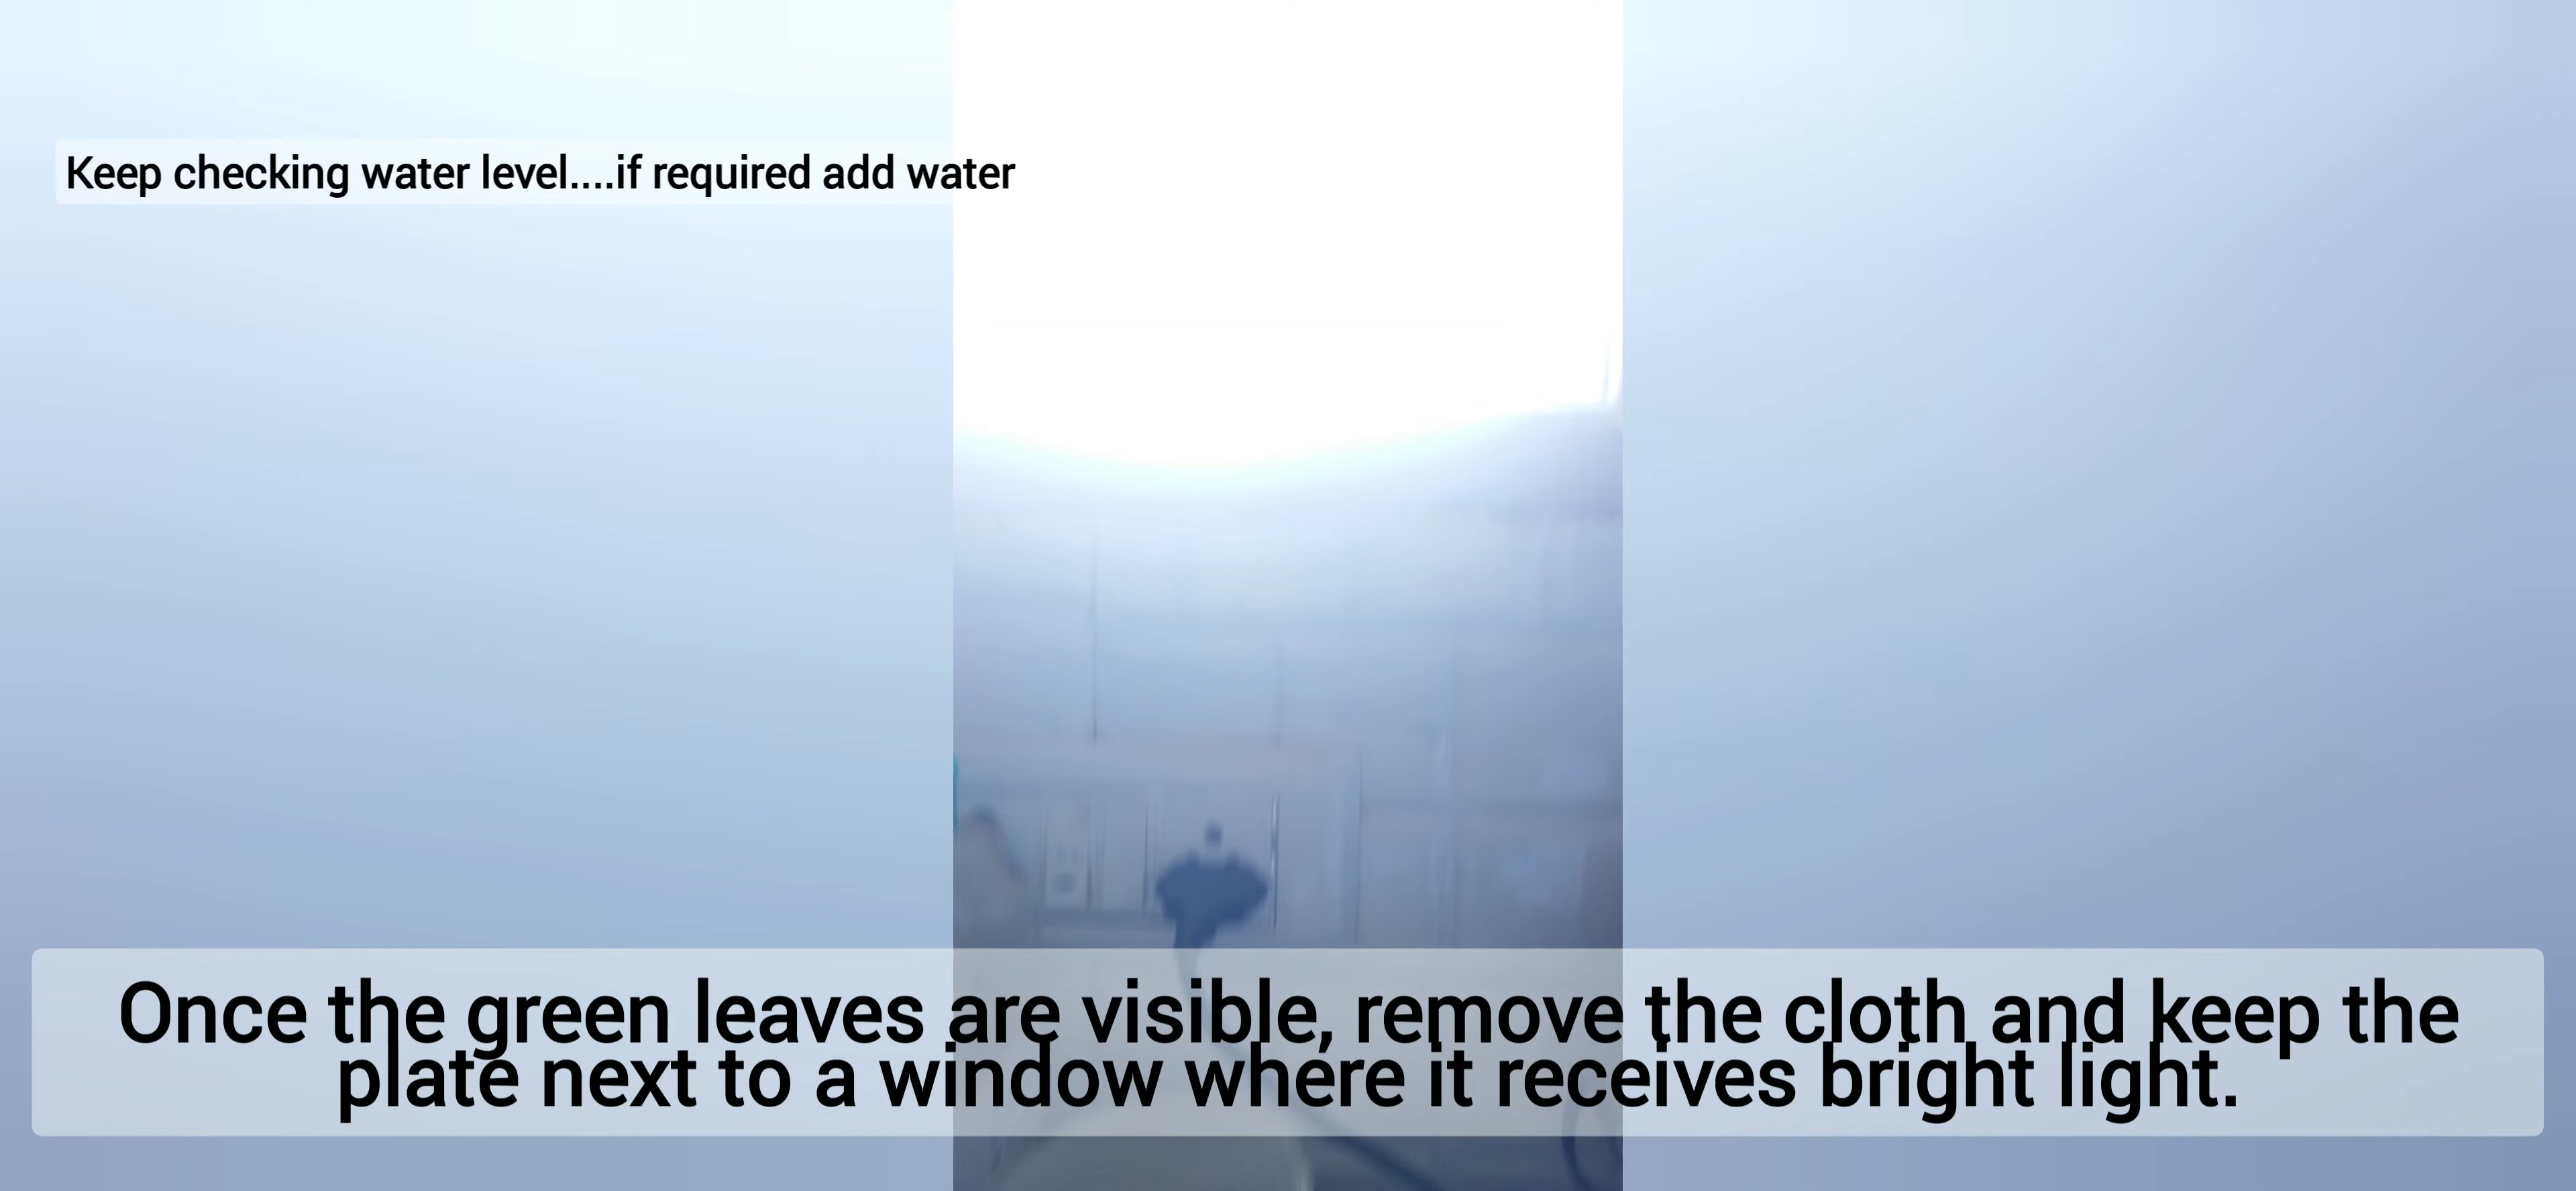 Keep checking water level....if required add water
Once the green leaves are visible, remove the cloth and keep the
plate next to a window where it receives bright light.